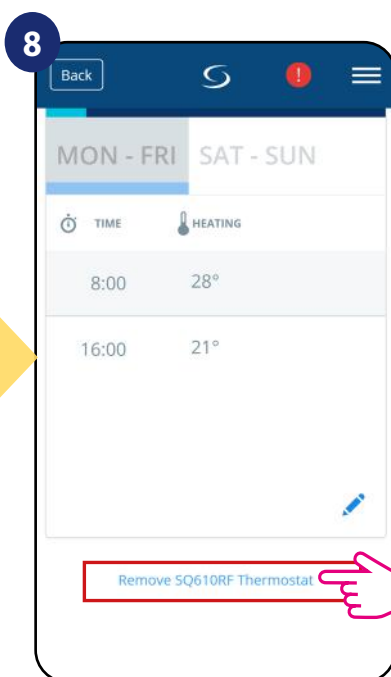 8
Back
!
MON - FRI SAT - SUN
TIME HEATING
8:00 28°
16:00 21°
Remove SQ610RF Thermostat